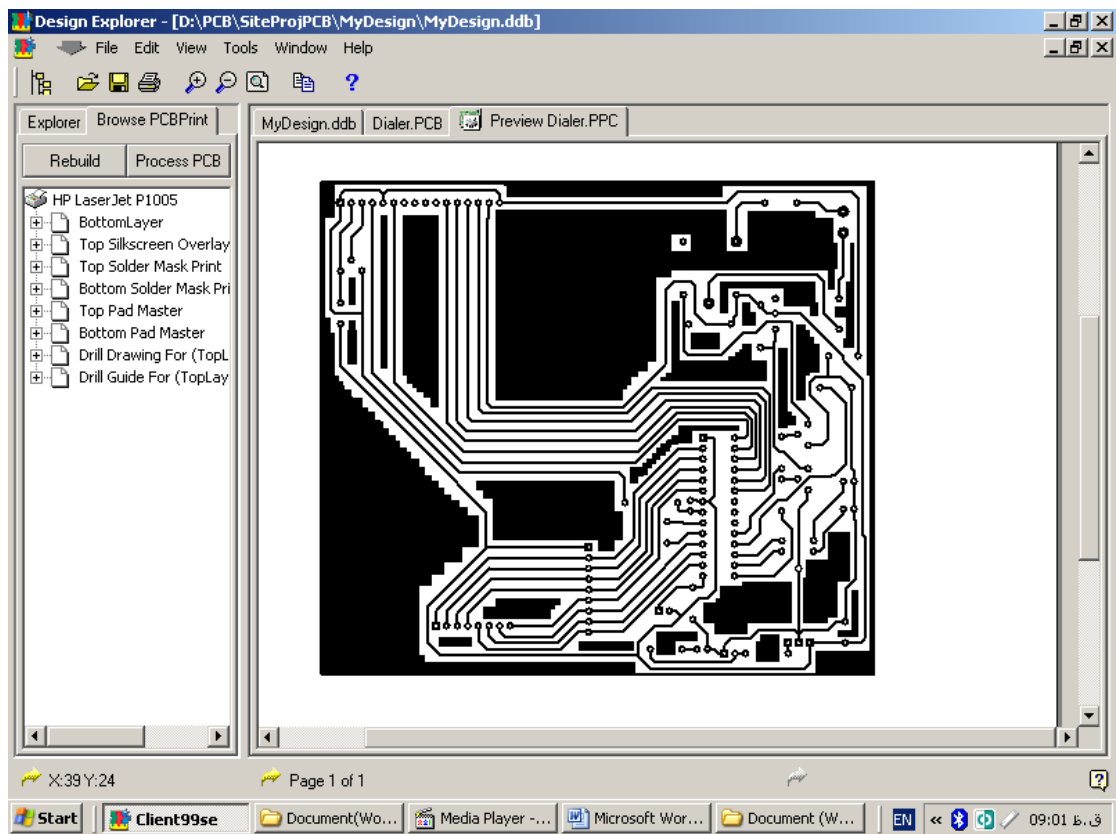 Design Explorer - [D:\PCB\SiteProjPCB\MyDesign\MyDesign.ddb]
File Edit View Tools Window Help
Explorer Browse PCBPrint
MyDesign.ddb Dialer.PCB Preview Dialer.PPC
Rebuild Process PCB
HP LaserJet P1005
BottomLayer
Top Silkscreen Overlay
Top Solder Mask Print
Bottom Solder Mask Pri
Top Pad Master
Bottom Pad Master
Drill Drawing For (TopL
Drill Guide For (TopLay
X:39 Y:24 Page 1 of 1
Start Client99se Document(Wo... Media Player -... Microsoft Wor... Document (W... EN « 09:01 ق.ظ